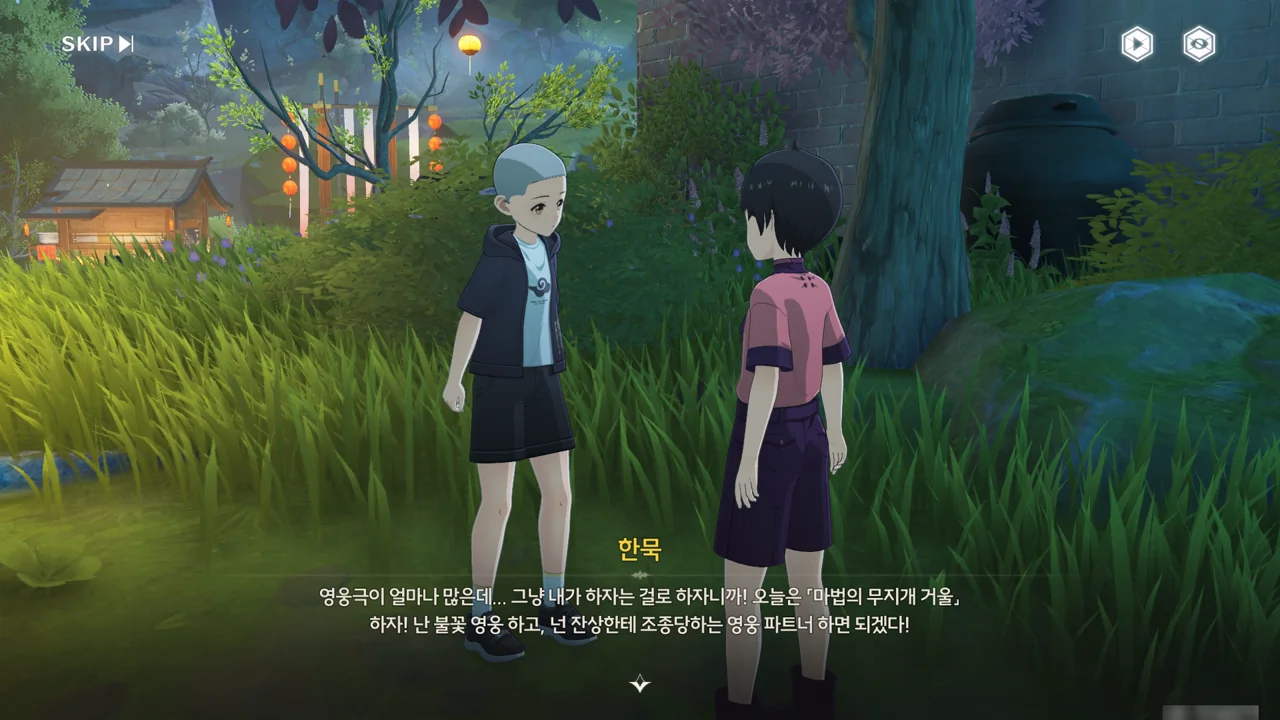 SKIP
한묵
영웅극이 얼마나 많은데... 그냥 내가 하자는 걸로 하자니까! 오늘은 「마법의 무지개 거울」
하자! 난 불꽃 영웅 하고, 넌 잔상한테 조종당하는 영웅 파트너 하면 되겠다!